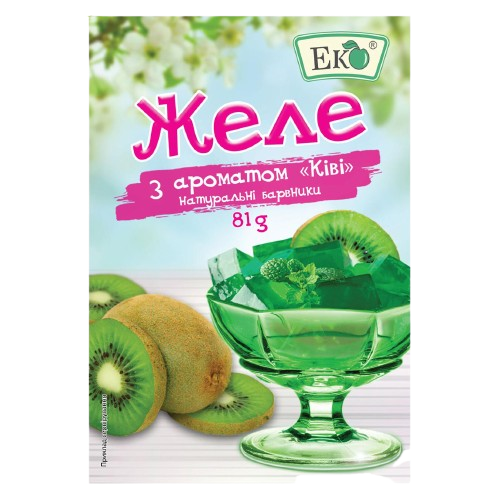 Еко®
Желе
з ароматом «Ківі»
натуральні барвники
81g